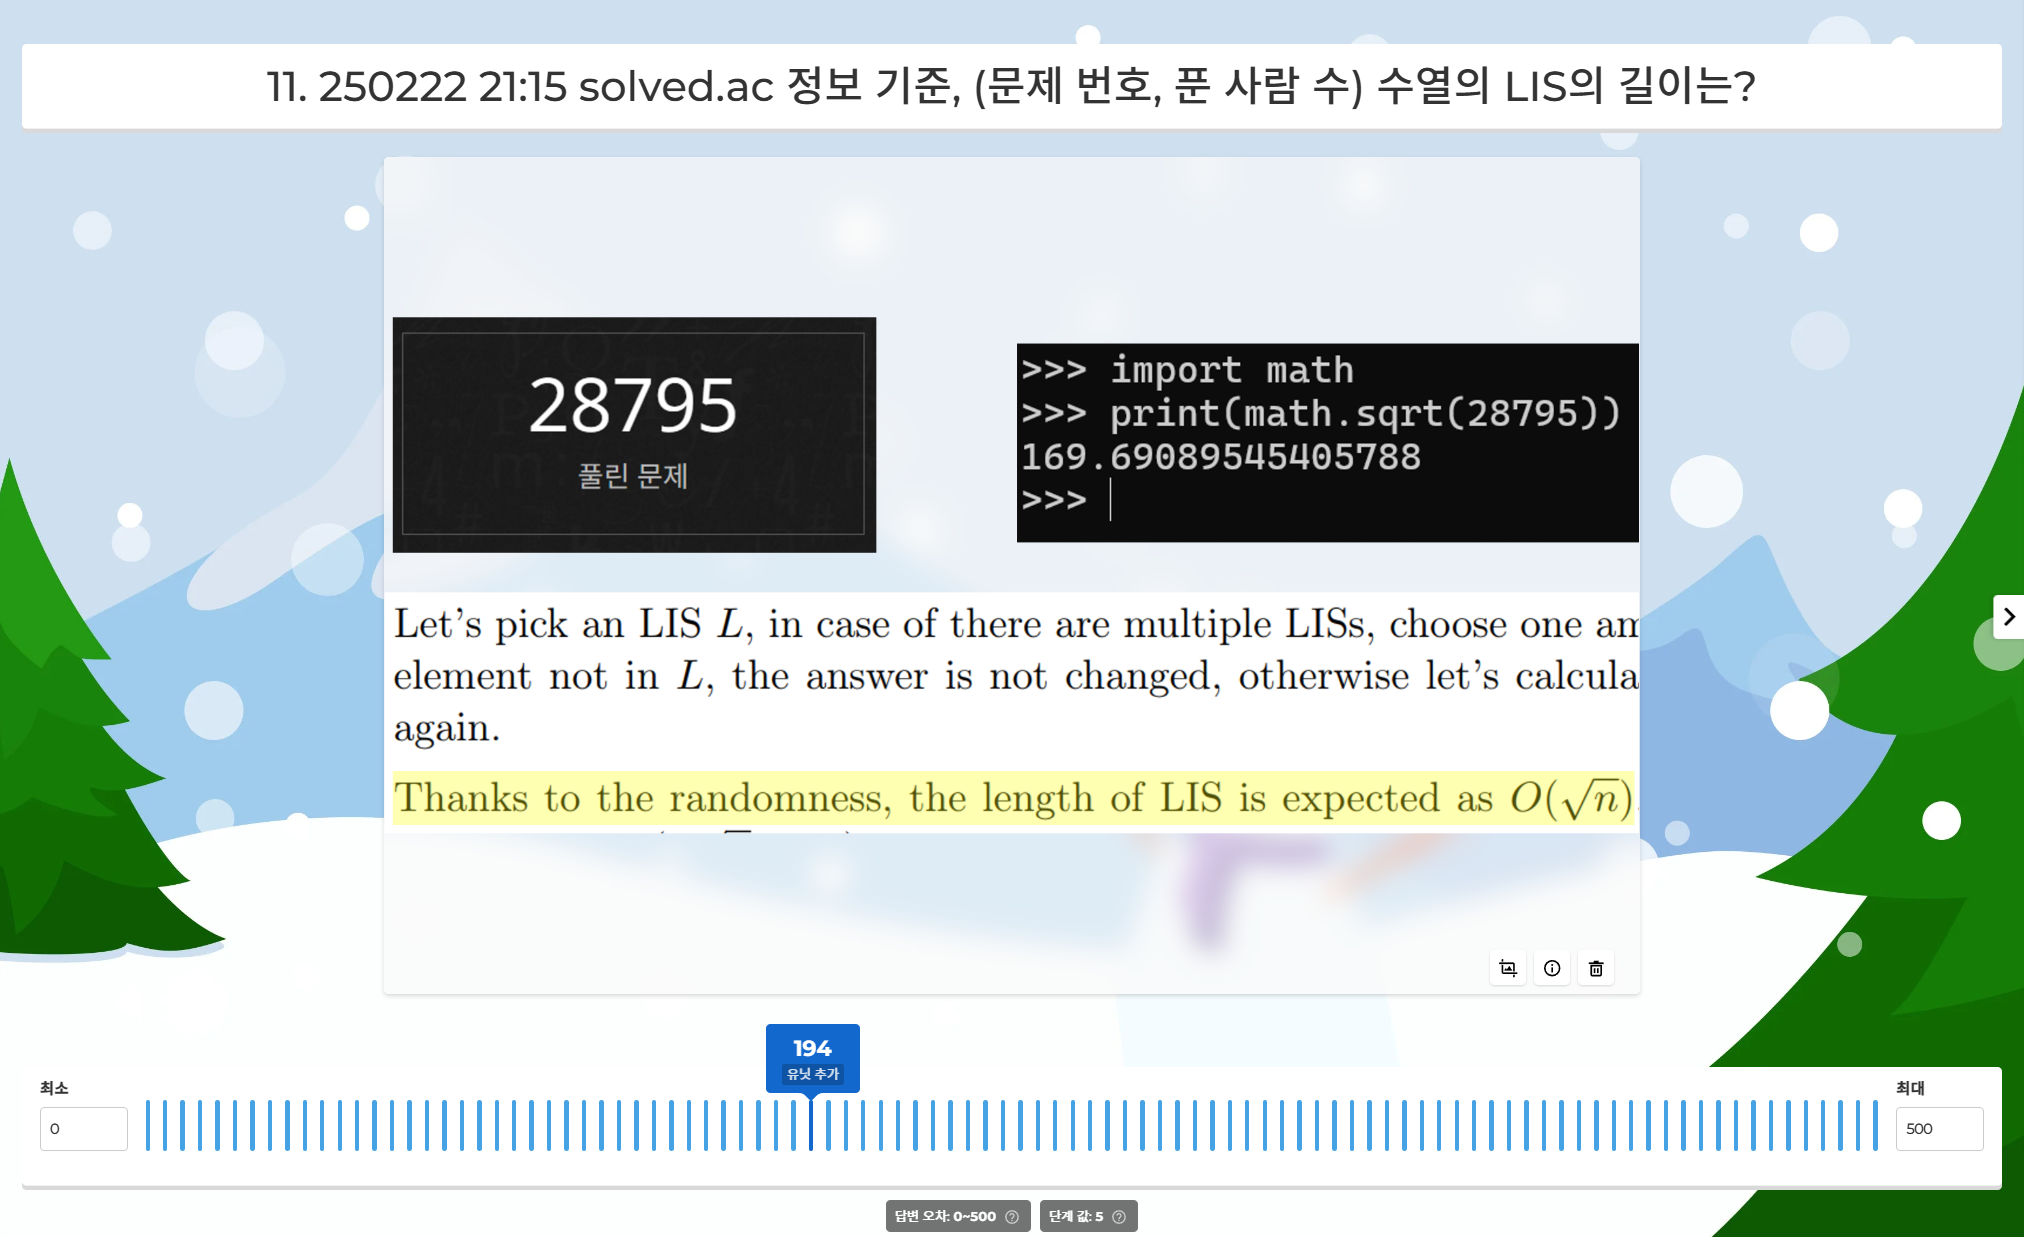 11. 250222 21:15 solved.ac 정보 기준, (문제 번호, 푼 사람 수) 수열의 LIS의 길이는?
28795
풀린 문제
>>> import math
>>> print(math.sqrt(28795))
169.69089545405788
>>>
Let's pick an LIS L, in case of there are multiple LISs, choose one am
element not in L, the answer is not changed, otherwise let's calcula
again.
Thanks to the randomness, the length of LIS is expected as O(√n)
194
유닛 추가
최소
0
최대
500
답변 오차: 0~500
단계 값: 5